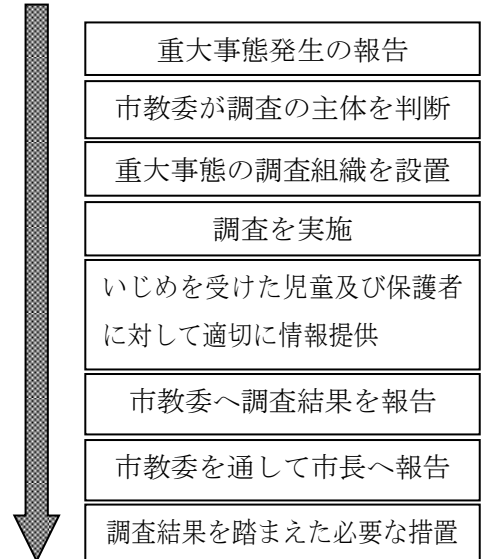 重大事態発生の報告
市教委が調査の主体を判断
重大事態の調査組織を設置
調査を実施
いじめを受けた児童及び保護者
に対して適切に情報提供
市教委へ調査結果を報告
市教委を通して市長へ報告
調査結果を踏まえた必要な措置